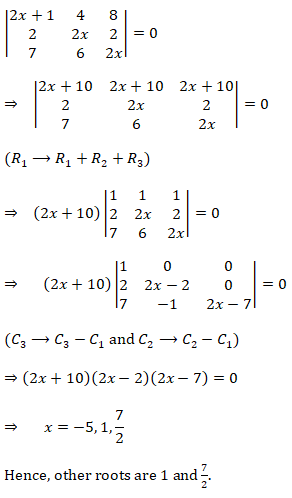 |2x + 1 4 8|
|2 2x 2| = 0
|7 6 2x|
⇒ |2x + 10 2x + 10 2x + 10|
|2 2x 2| = 0
|7 6 2x|
(R₁ ⟶ R₁ + R₂ + R₃)
⇒ (2x + 10) |1 1 1|
|2 2x 2| = 0
|7 6 2x|
⇒ (2x + 10) |1 0 0|
|2 2x − 2 0| = 0
|7 −1 2x − 7|
(C₃ ⟶ C₃ − C₁ and C₂ ⟶ C₂ − C₁)
⇒ (2x + 10)(2x − 2)(2x − 7) = 0
⇒ x = −5, 1, 7/2
Hence, other roots are 1 and 7/2.